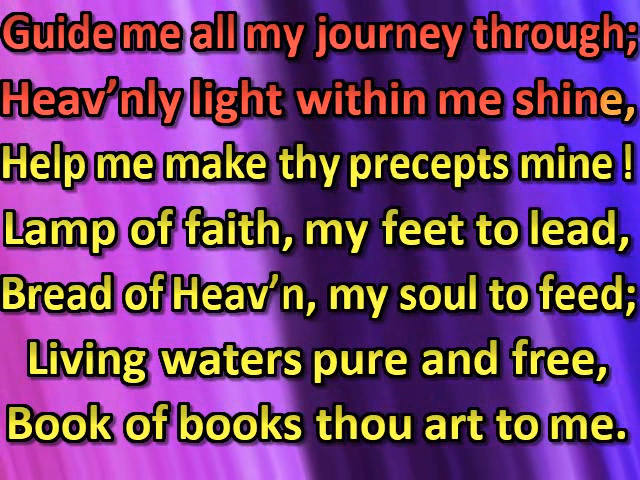 Guide me all my journey through;
Heav’nly light within me shine,
Help me make thy precepts mine !
Lamp of faith, my feet to lead,
Bread of Heav’n, my soul to feed;
Living waters pure and free,
Book of books thou art to me.